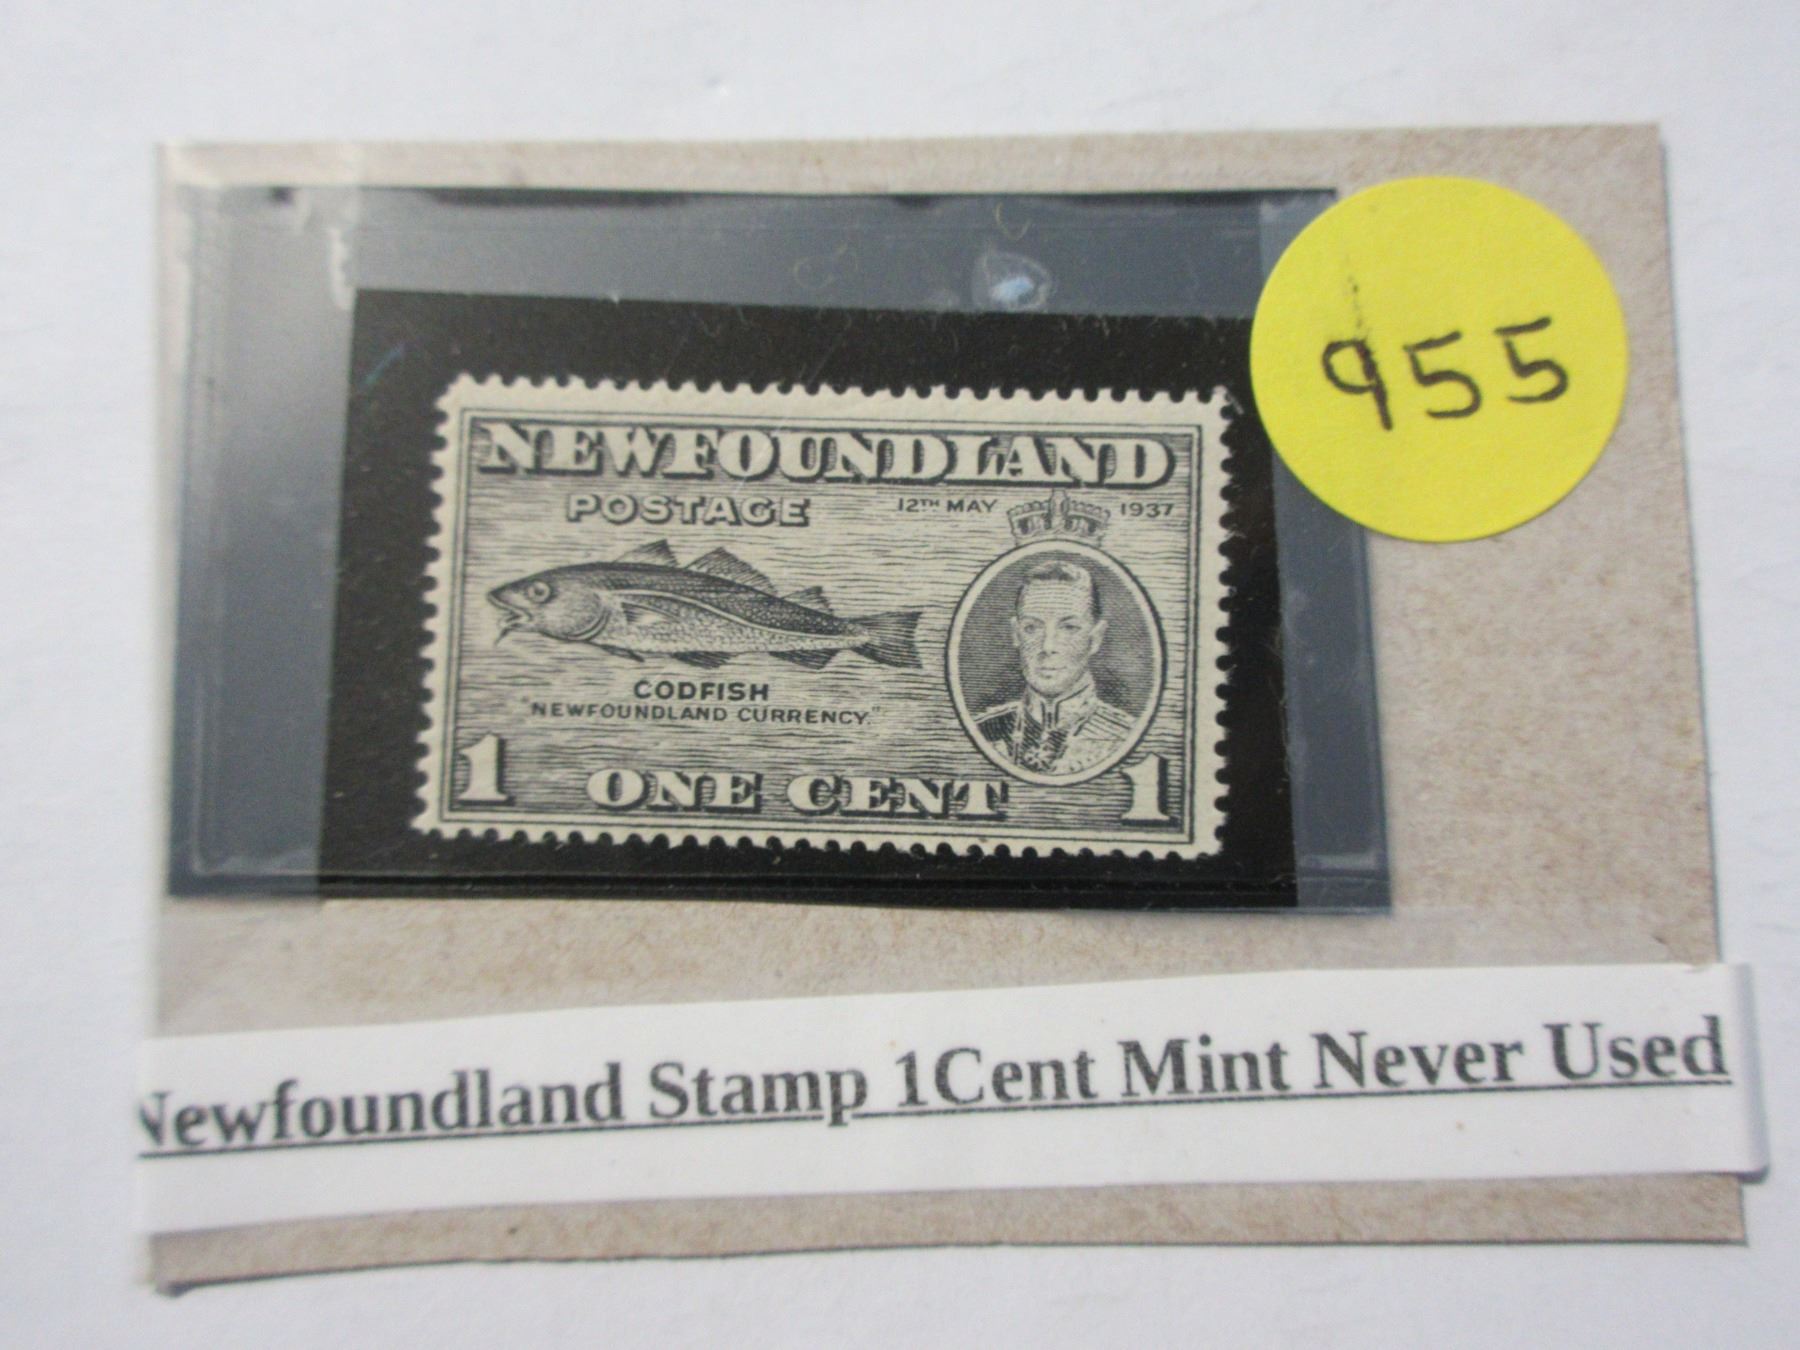 NEWFOUNDLAND
POSTAGE
12TH MAY 1937
CODFISH
"NEWFOUNDLAND CURRENCY."
1 ONE CENT 1
955
Newfoundland Stamp 1Cent Mint Never Used